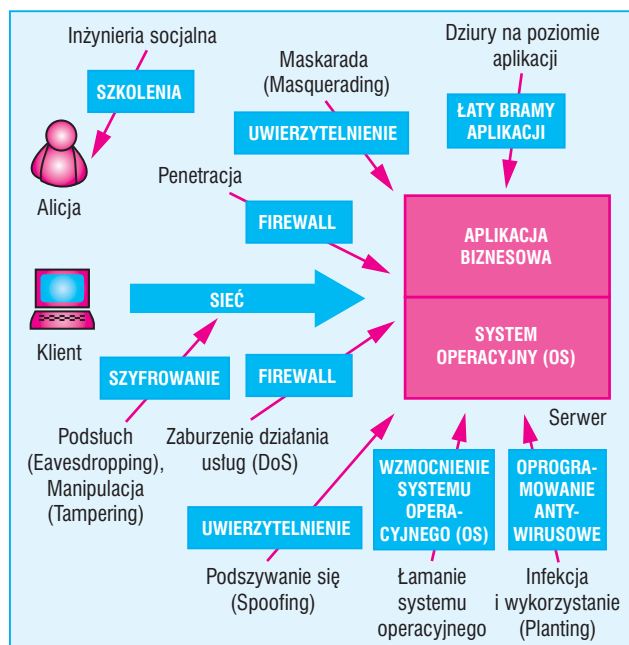 Inżynieria socjalna
SZKOLENIA
Alicja
Maskarada
(Masquerading)
UWIERZYTELNIENIE
Dziury na poziomie
aplikacji
ŁATY BRAMY
APLIKACJI
Penetracja
FIREWALL
APLIKACJA
BIZNESOWA
SIEĆ
Klient
SYSTEM
OPERACYJNY (OS)
Serwer
SZYFROWANIE
Podsłuch
(Eavesdropping),
Manipulacja
(Tampering)
FIREWALL
Zaburzenie działania
usług (DoS)
UWIERZYTELNIENIE
Podszywanie się
(Spoofing)
WZMOCNIENIE
SYSTEMU
OPERA-
CYJNEGO (OS)
Łamanie
systemu
operacyjnego
OPROGRA-
MOWANIE
ANTY-
WIRUSOWE
Infekcja
i wykorzystanie
(Planting)